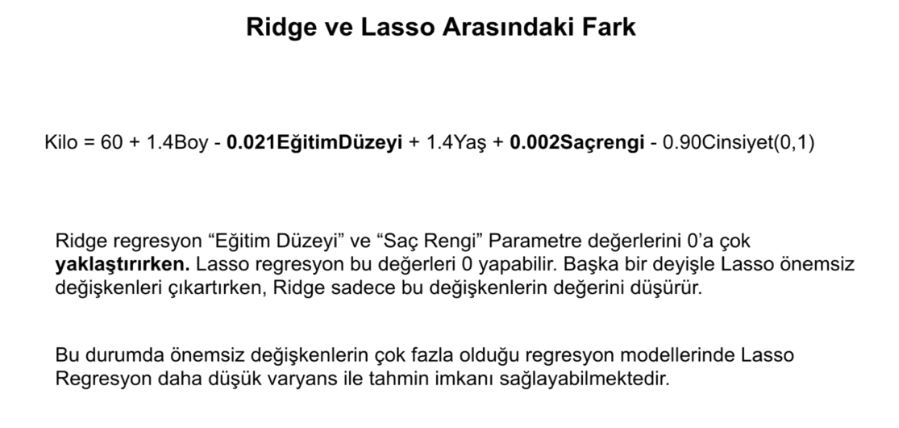 Ridge ve Lasso Arasındaki Fark
Kilo = 60 + 1.4Boy - 0.021EğitimDüzeyi + 1.4Yaş + 0.002Saçrengi - 0.90Cinsiyet(0,1)
Ridge regresyon “Eğitim Düzeyi” ve “Saç Rengi” Parametre değerlerini 0’a çok
yaklaştırırken. Lasso regresyon bu değerleri 0 yapabilir. Başka bir deyişle Lasso önemsiz
değişkenleri çıkartırken, Ridge sadece bu değişkenlerin değerini düşürür.
Bu durumda önemsiz değişkenlerin çok fazla olduğu regresyon modellerinde Lasso
Regresyon daha düşük varyans ile tahmin imkanı sağlayabilmektedir.